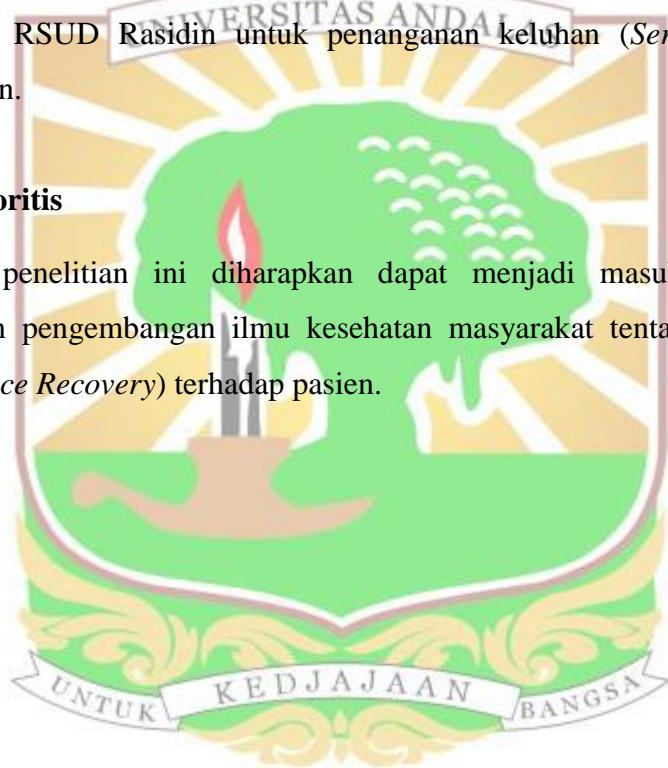 UNIVERSITAS ANDALAS
RSUD Rasidin untuk penanganan keluhan (Ser
n.
oritis
penelitian ini diharapkan dapat menjadi masu
n pengembangan ilmu kesehatan masyarakat tenta
ce Recovery) terhadap pasien.
UNTUK KEDJAJAAN BANGSA